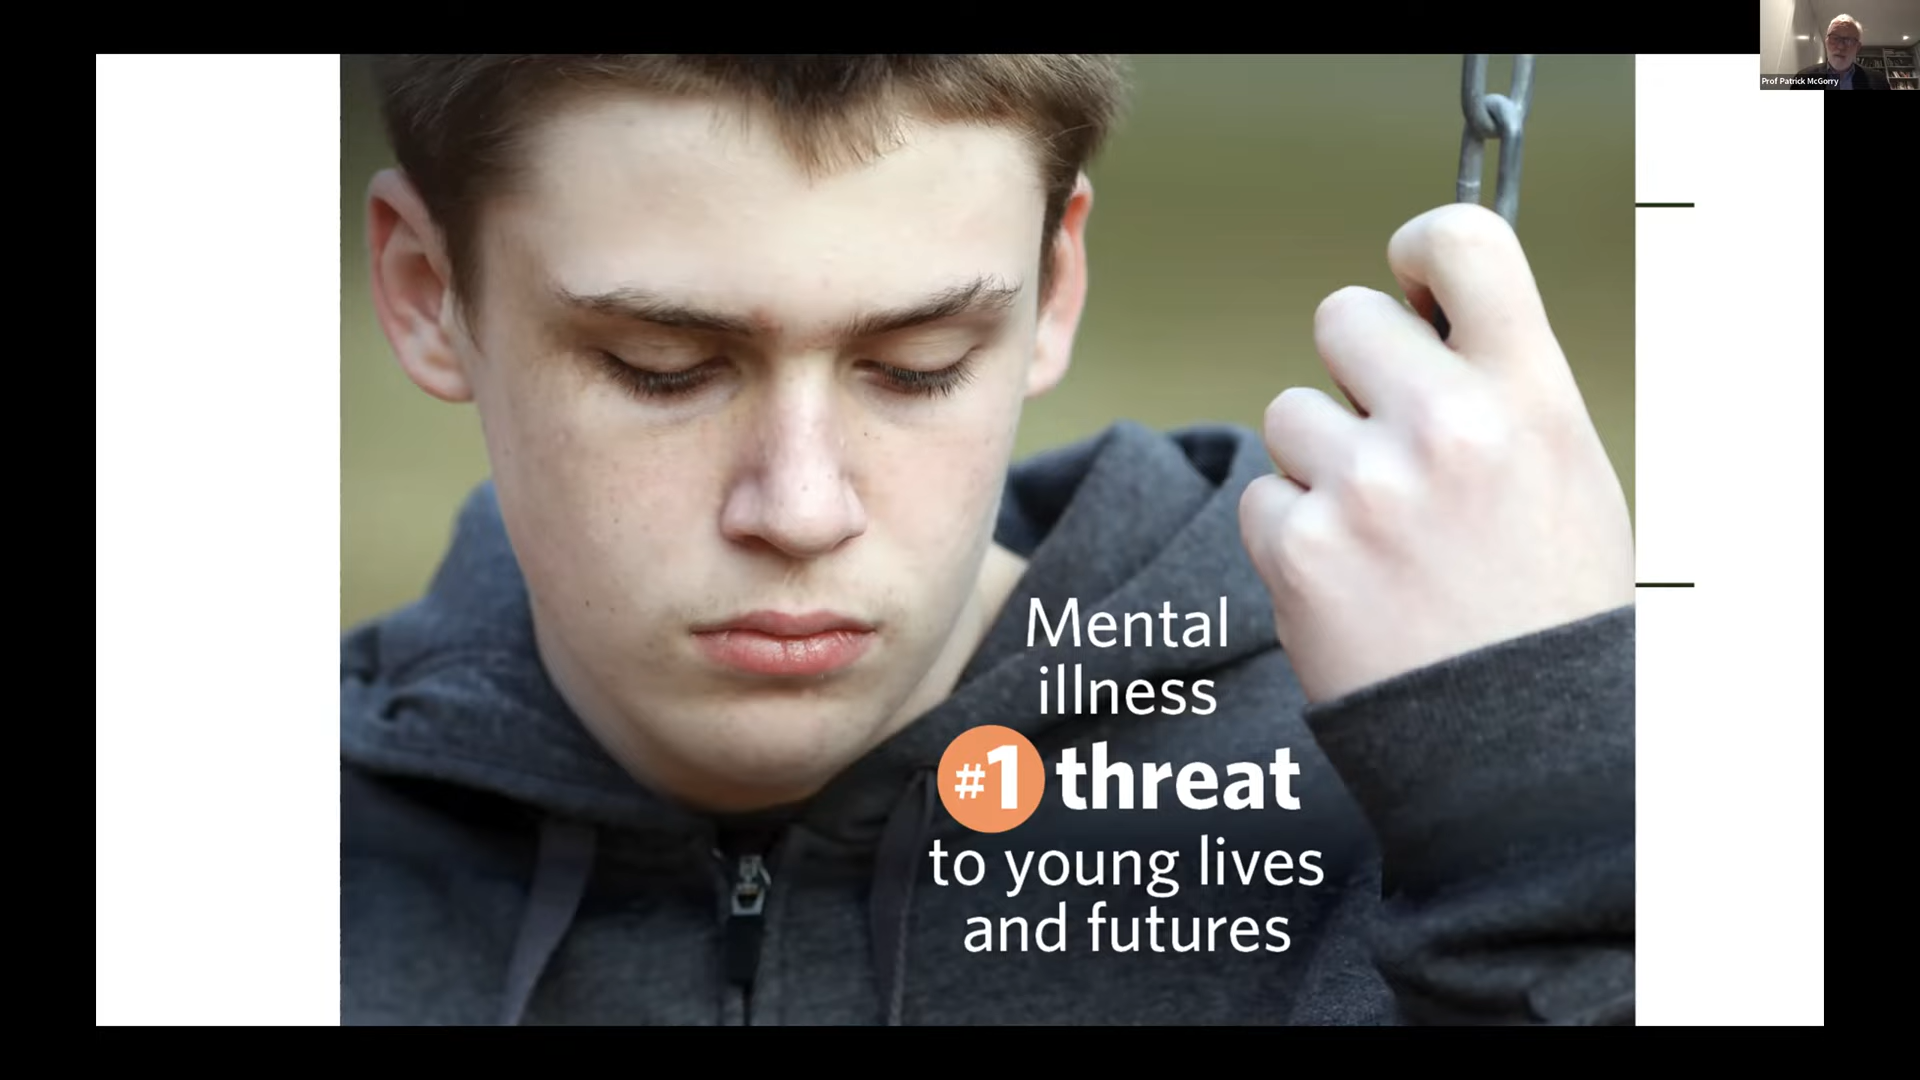 Prof Patrick McGorry
Mental
illness
#1 threat
to young lives
and futures